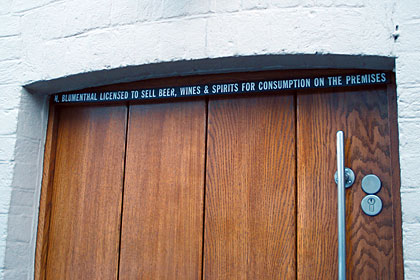 H. BLUMENTHAL LICENSED TO SELL BEER, WINES & SPIRITS FOR CONSUMPTION ON THE PREMISES